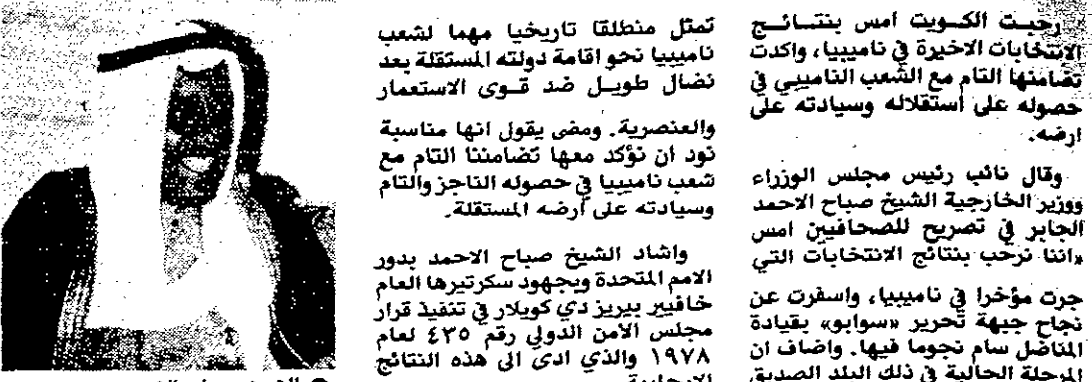 رحبت الكويت امس بنتائج
الانتخابات الاخيرة في ناميبيا، واكدت
تضامنها التام مع الشعب الناميبي في
حصوله على استقلاله وسيادته على
ارضه.
وقال نائب رئيس مجلس الوزراء
ووزير الخارجية الشيخ صباح الاحمد
الجابر في تصريح للصحافيين امس
«اننا نرحب بنتائج الانتخابات التي
جرت مؤخرا في ناميبيا، واسفرت عن
نجاح جبهة تحرير «سوابو» بقيادة
المناضل سام نجوما فيها. واضاف ان
المرحلة الحالية في ذلك البلد الصديق
تمثل منطلقا تاريخيا مهما لشعب
ناميبيا نحو اقامة دولته المستقلة بعد
نضال طويل ضد قوى الاستعمار
والعنصرية. ومضى يقول انها مناسبة
نود ان نؤكد معها تضامننا التام مع
شعب ناميبيا في حصوله الناجز والتام
وسيادته على أرضه المستقلة.
واشاد الشيخ صباح الاحمد بدور
الامم المتحدة وبجهود سكرتيرها العام
خافيير بيريز دي كويلار في تنفيذ قرار
مجلس الامن الدولي رقم ٤٣٥ لعام
١٩٧٨ والذي ادى الى هذه النتائج